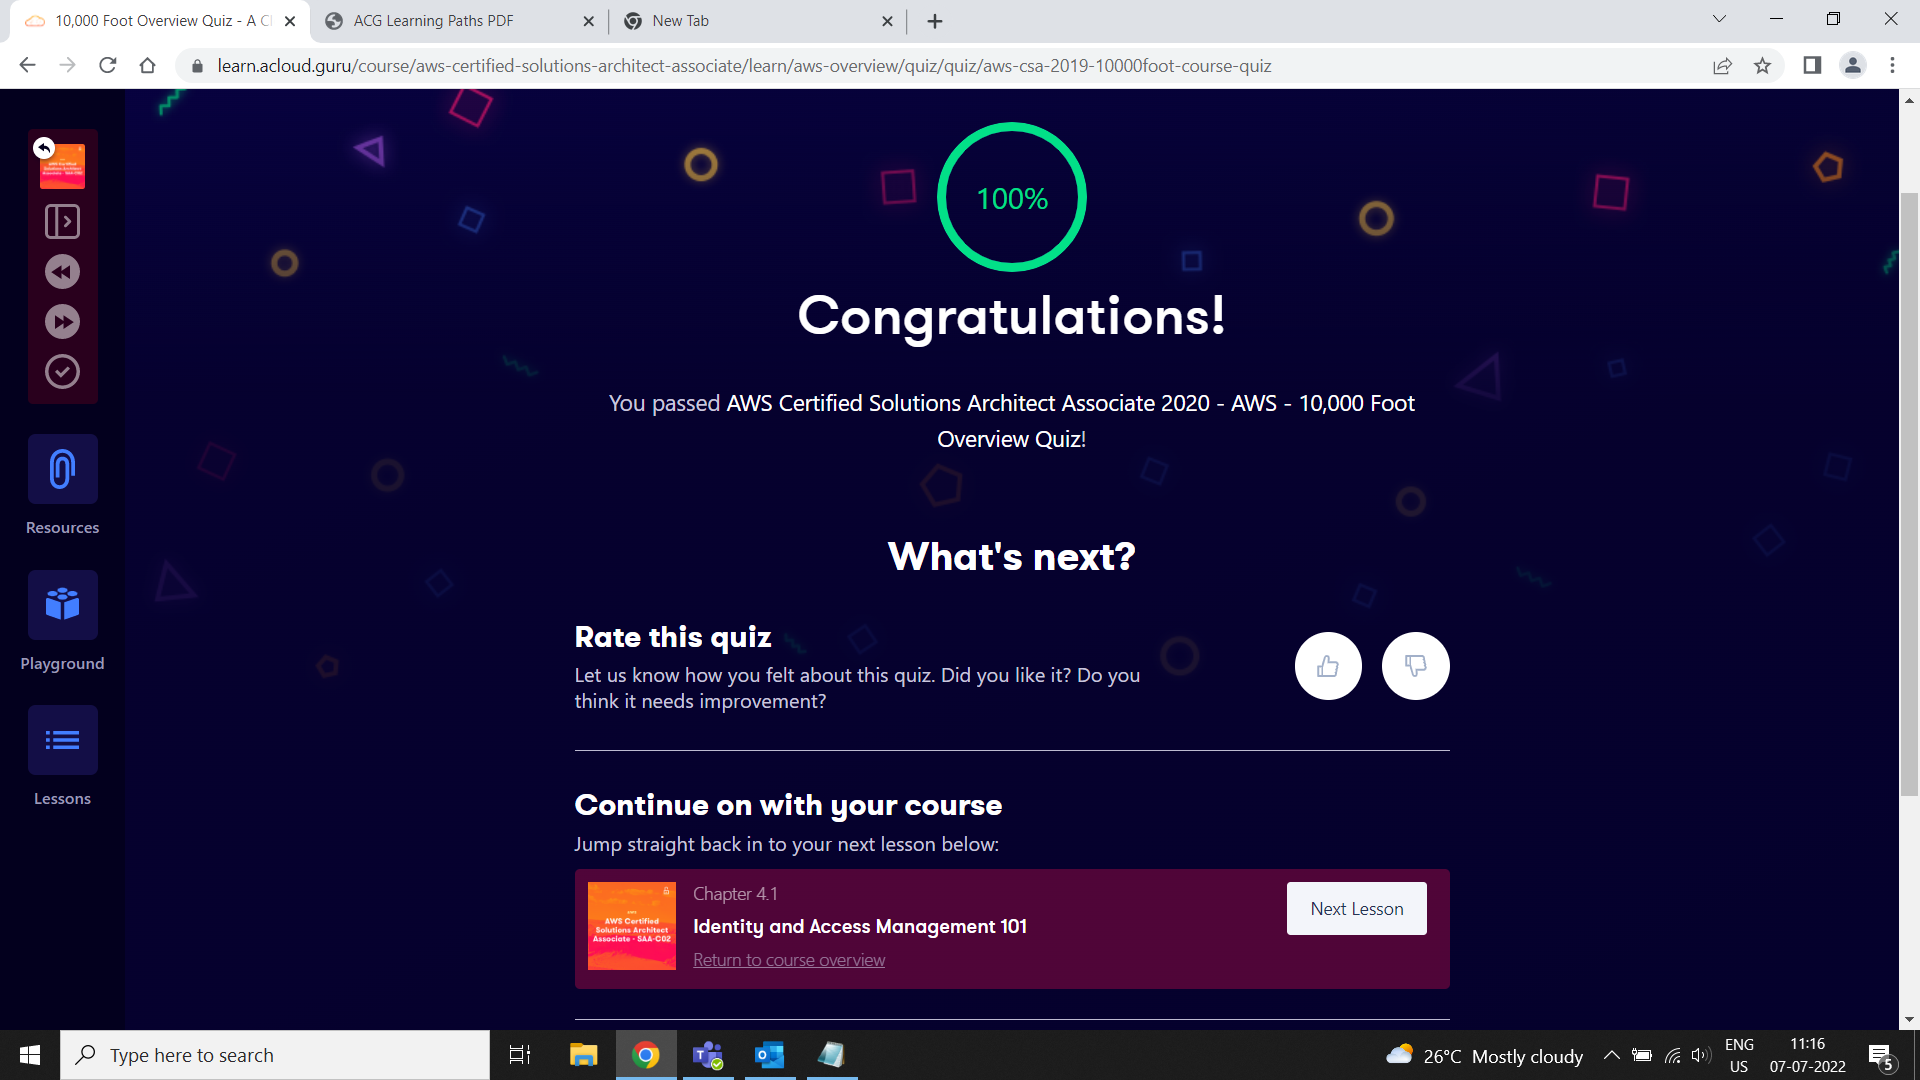 10,000 Foot Overview Quiz - A Cl
ACG Learning Paths PDF
New Tab
learn.acloud.guru/course/aws-certified-solutions-architect-associate/learn/aws-overview/quiz/quiz/aws-csa-2019-10000foot-course-quiz
100%
Congratulations!
You passed AWS Certified Solutions Architect Associate 2020 - AWS - 10,000 Foot
Overview Quiz!
What's next?
Resources
Playground
Lessons
Rate this quiz
Let us know how you felt about this quiz. Did you like it? Do you
think it needs improvement?
Continue on with your course
Jump straight back in to your next lesson below:
aws
AWS Certified
Solutions Architect
Associate - SAA-C02
Chapter 4.1
Identity and Access Management 101
Return to course overview
Next Lesson
Type here to search
26°C Mostly cloudy
ENG
US
11:16
07-07-2022
5